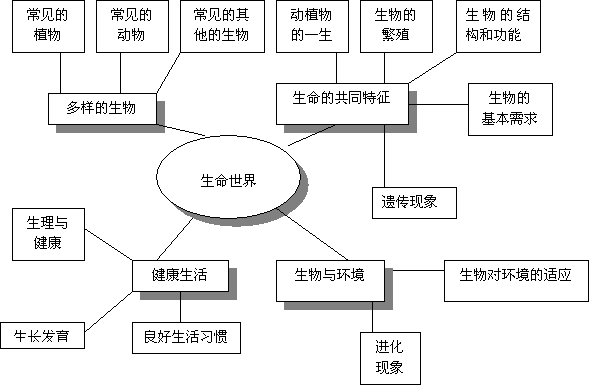 常见的
植物
常见的
动物
常见的其
他的生物
动植物
的一生
生物的
繁殖
生物的结
构和功能
多样的生物
生命的共同特征
生物的
基本需求
生命世界
遗传现象
生理与
健康
健康生活
生物与环境
生物对环境的适应
生长发育
良好生活习惯
进化
现象